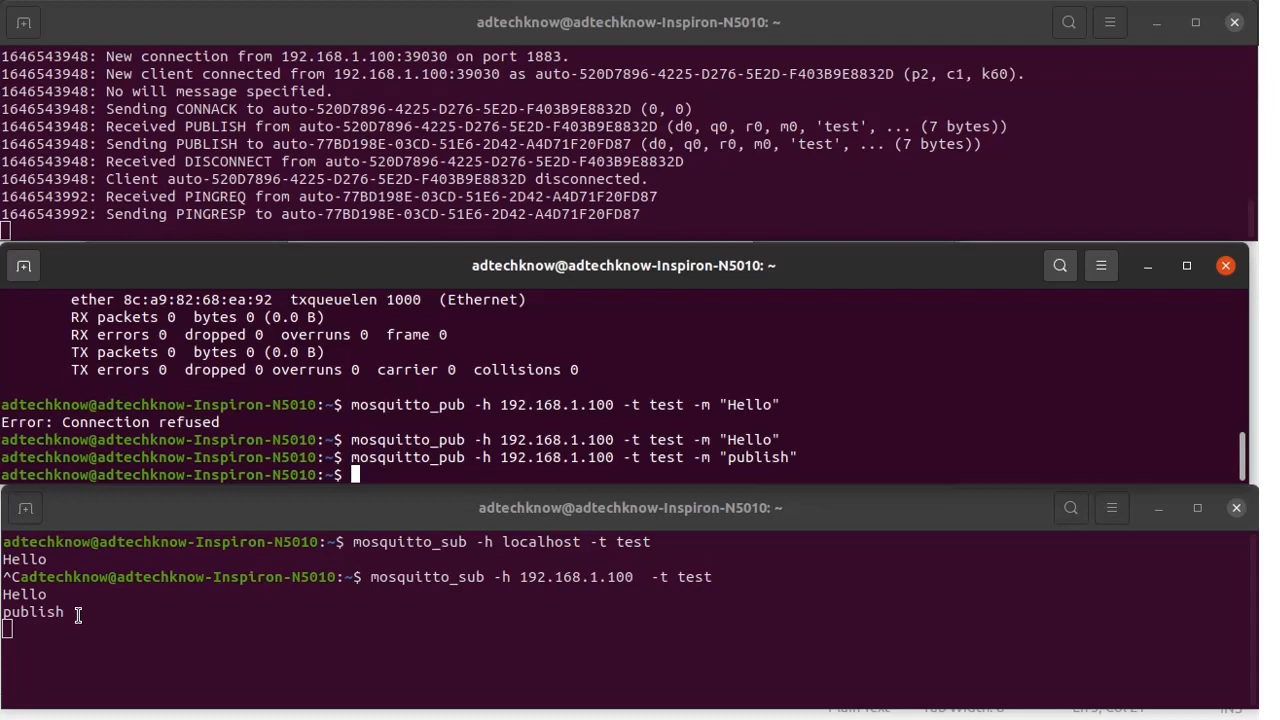 adtechknow@adtechknow-Inspiron-N5010: ~
1646543948: New connection from 192.168.1.100:39030 on port 1883.
1646543948: New client connected from 192.168.1.100:39030 as auto-520D7896-4225-D276-5E2D-F403B9E8832D (p2, c1, k60).
1646543948: No will message specified.
1646543948: Sending CONNACK to auto-520D7896-4225-D276-5E2D-F403B9E8832D (0, 0)
1646543948: Received PUBLISH from auto-520D7896-4225-D276-5E2D-F403B9E8832D (d0, q0, r0, m0, 'test', ... (7 bytes))
1646543948: Sending PUBLISH to auto-77BD198E-03CD-51E6-2D42-A4D71F20FD87 (d0, q0, r0, m0, 'test', ... (7 bytes))
1646543948: Received DISCONNECT from auto-520D7896-4225-D276-5E2D-F403B9E8832D
1646543948: Client auto-520D7896-4225-D276-5E2D-F403B9E8832D disconnected.
1646543992: Received PINGREQ from auto-77BD198E-03CD-51E6-2D42-A4D71F20FD87
1646543992: Sending PINGRESP to auto-77BD198E-03CD-51E6-2D42-A4D71F20FD87
adtechknow@adtechknow-Inspiron-N5010: ~
ether 8c:a9:82:68:ea:92  txqueuelen 1000  (Ethernet)
RX packets 0  bytes 0 (0.0 B)
RX errors 0  dropped 0  overruns 0  frame 0
TX packets 0  bytes 0 (0.0 B)
TX errors 0  dropped 0 overruns 0  carrier 0  collisions 0
adtechknow@adtechknow-Inspiron-N5010:~$ mosquitto_pub -h 192.168.1.100 -t test -m "Hello"
Error: Connection refused
adtechknow@adtechknow-Inspiron-N5010:~$ mosquitto_pub -h 192.168.1.100 -t test -m "Hello"
adtechknow@adtechknow-Inspiron-N5010:~$ mosquitto_pub -h 192.168.1.100 -t test -m "publish"
adtechknow@adtechknow-Inspiron-N5010:~$
adtechknow@adtechknow-Inspiron-N5010: ~
adtechknow@adtechknow-Inspiron-N5010:~$ mosquitto_sub -h localhost -t test
Hello
^Cadtechknow@adtechknow-Inspiron-N5010:~$ mosquitto_sub -h 192.168.1.100  -t test
Hello
publish